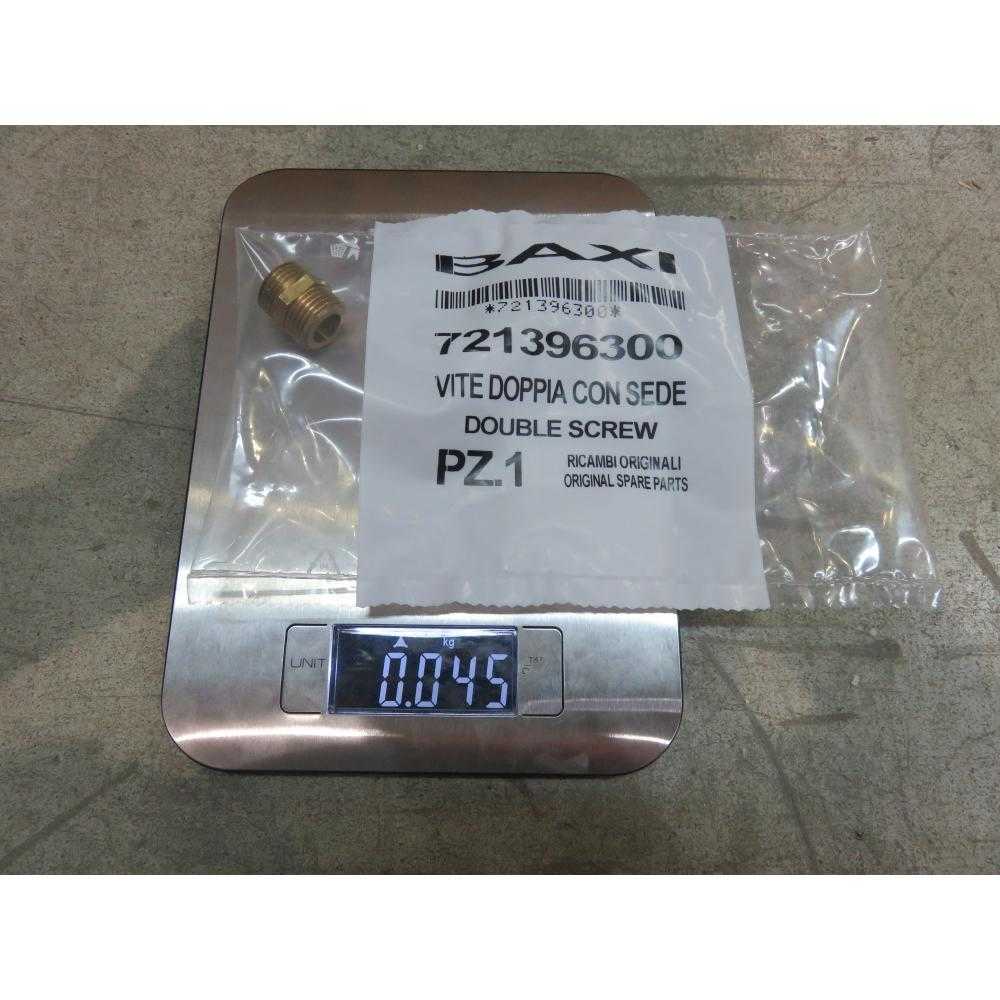 BAXI
*721396300*
721396300
VITE DOPPIA CON SEDE
DOUBLE SCREW
PZ.1
RICAMBI ORIGINALI
ORIGINAL SPARE PARTS
kg
UNIT
0.045